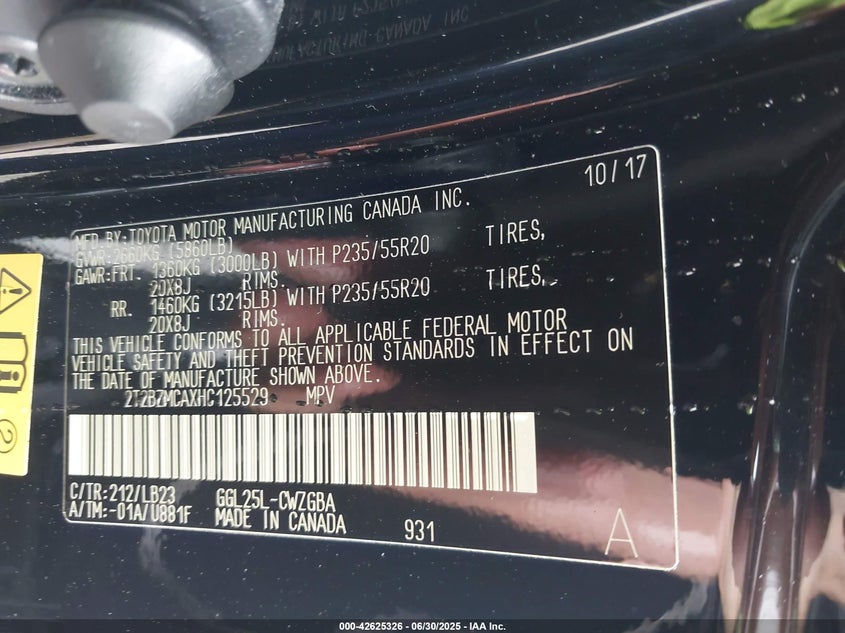 10/17
MFD BY:TOYOTA MOTOR MANUFACTURING CANADA INC.
GVWR:2660KG (5860LB)
GAWR:FRT. 1360KG (3000LB) WITH P235/55R20 TIRES,
20X8J RIMS.
RR. 1460KG (3215LB) WITH P235/55R20 TIRES,
20X8J RIMS.
THIS VEHICLE CONFORMS TO ALL APPLICABLE FEDERAL MOTOR
VEHICLE SAFETY AND THEFT PREVENTION STANDARDS IN EFFECT ON
THE DATE OF MANUFACTURE SHOWN ABOVE.
2T2BZMCAXHC125529 MPV
C/TR:212/LB23 GGL25L-CWZGBA
A/TM:-01A/U881F MADE IN CANADA 931
A
2
000-42625326 - 06/30/2025 - IAA Inc.